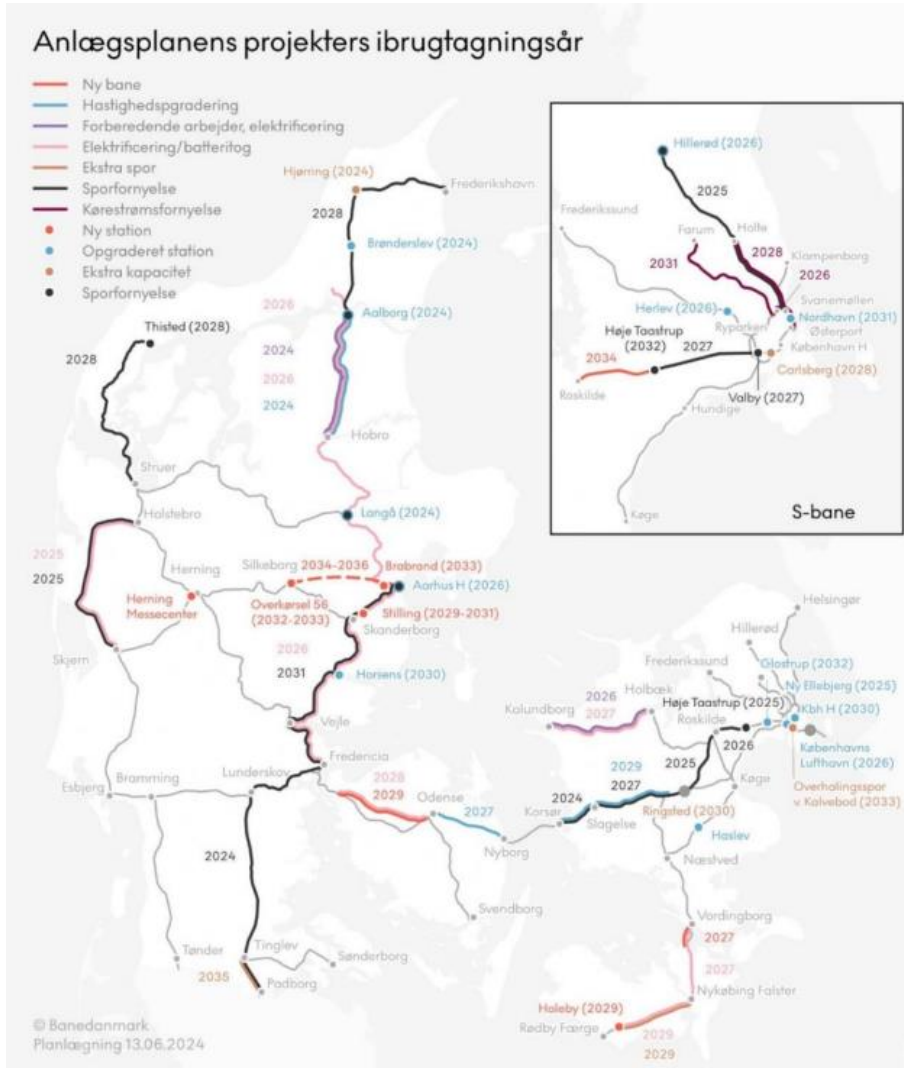 Anlægsplanens projekters ibrugtagningsår
Ny bane
Hastighedspgradering
Forberedende arbejder, elektrificering
Elektrificering/batteritog
Ekstra spor
Sporfornyelse
Kørestrømsfornyelse
Ny station
Opgraderet station
Ekstra kapacitet
Sporfornyelse
Hjørring (2024)
Frederikshavn
2028
Brønderslev (2024)
2026
Aalborg (2024)
Thisted (2028)
2028
2024
2026
2024
Hobro
Struer
Langå (2024)
Holstebro
2025
2025
Herning
Silkeborg
2034-2036
Brabrand (2033)
Aarhus H (2026)
Herning
Messecenter
Overkørsel 56
(2032-2033)
Stilling (2029-2031)
Skanderborg
Skjern
2026
2031
Horsens (2030)
Vejle
Fredericia
Esbjerg
Bramming
Lunderskov
2028
2029
Odense
2027
Nyborg
Svendborg
2024
Tønder
Tinglev
Sønderborg
2035
Padborg
Hillerød (2026)
2025
Frederikssund
Farum
Holte
2031
2028
Klampenborg
2026
Svanemøllen
Herlev (2026)
Ryparken
Nordhavn (2031)
Østerport
København H
Høje Taastrup
(2032)
2027
2034
Carlsberg (2028)
Roskilde
Valby (2027)
Hundige
Køge
S-bane
Helsingør
Hillerød
Frederikssund
Glostrup (2032)
Ny Ellebjerg (2025)
2026
2027
Holbæk
Kalundborg
Høje Taastrup (2025)
Roskilde
Kbh H (2030)
2026
Københavns
Lufthavn (2026)
2025
2029
2027
2024
Køge
Overhalingsspor
v. Kalvebod (2033)
Korsør
Slagelse
Ringsted (2030)
Haslev
Næstved
Vordingborg
2027
2027
Nykøbing Falster
Holeby (2029)
Rødby Færge
2029
2029
© Banedanmark
Planlægning 13.06.2024